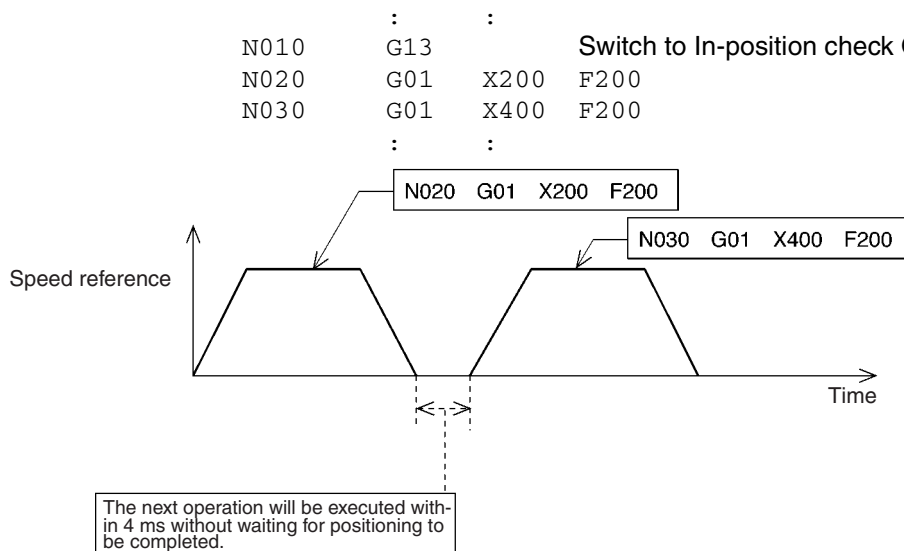 : :
N010 G13 Switch to In-position check
N020 G01 X200 F200
N030 G01 X400 F200
: :
N020 G01 X200 F200
N030 G01 X400 F200
Speed reference
Time
The next operation will be executed with-
in 4 ms without waiting for positioning to
be completed.